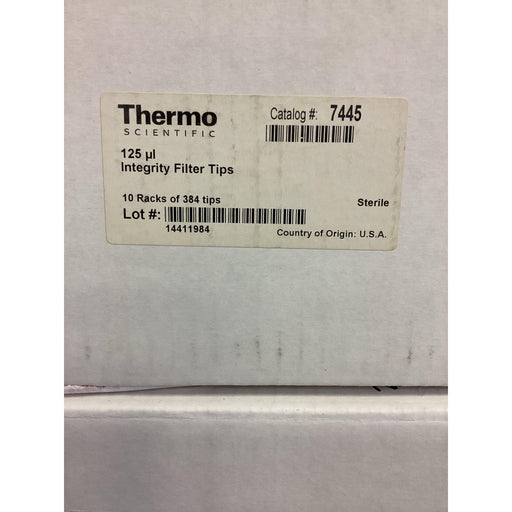 Thermo
SCIENTIFIC
Catalog #: 7445
125 µl
Integrity Filter Tips
10 Racks of 384 tips
Sterile
Lot #:
14411984
Country of Origin: U.S.A.